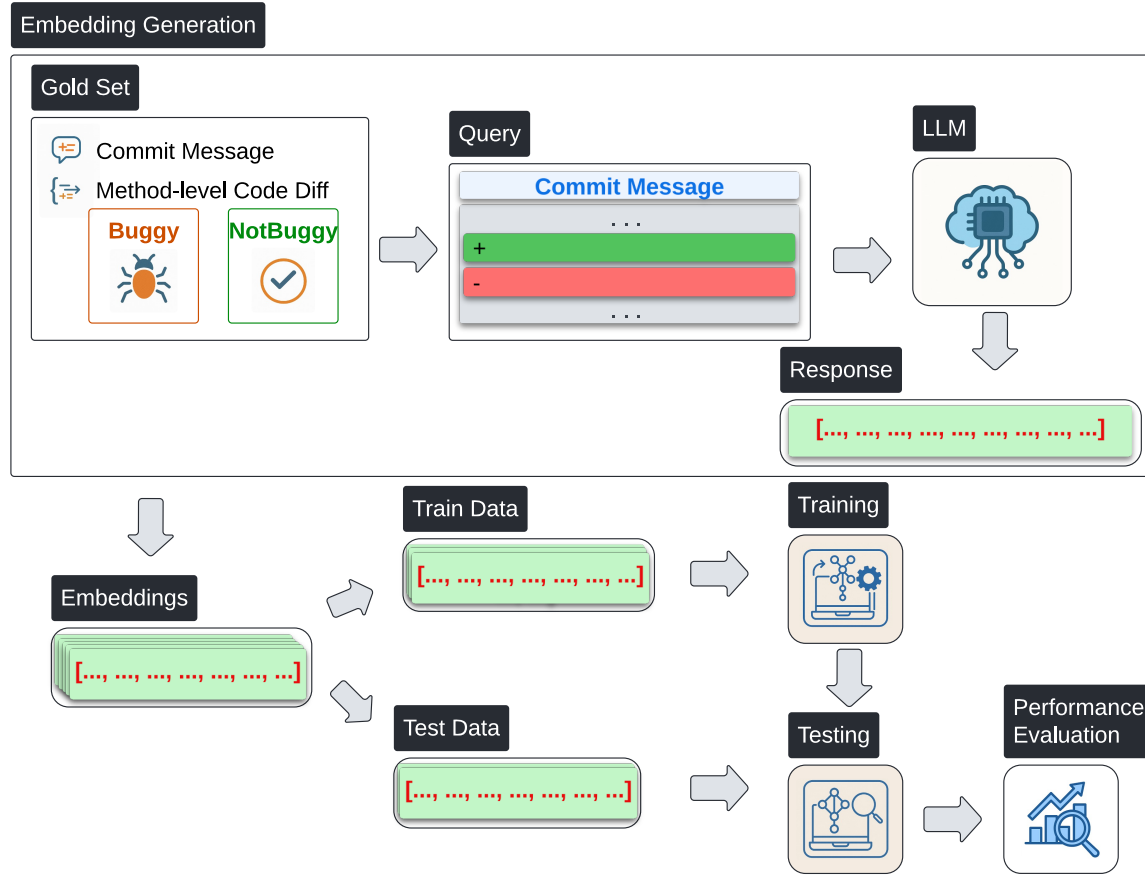 Embedding Generation
Gold Set
Commit Message
Method-level Code Diff
Buggy
NotBuggy
Query
Commit Message
...
+
-
...
LLM
Response
[..., ..., ..., ..., ..., ..., ..., ..., ...]
Embeddings
[..., ..., ..., ..., ..., ..., ...]
Train Data
[..., ..., ..., ..., ..., ..., ...]
Test Data
[..., ..., ..., ..., ..., ..., ...]
Training
Testing
Performance
Evaluation